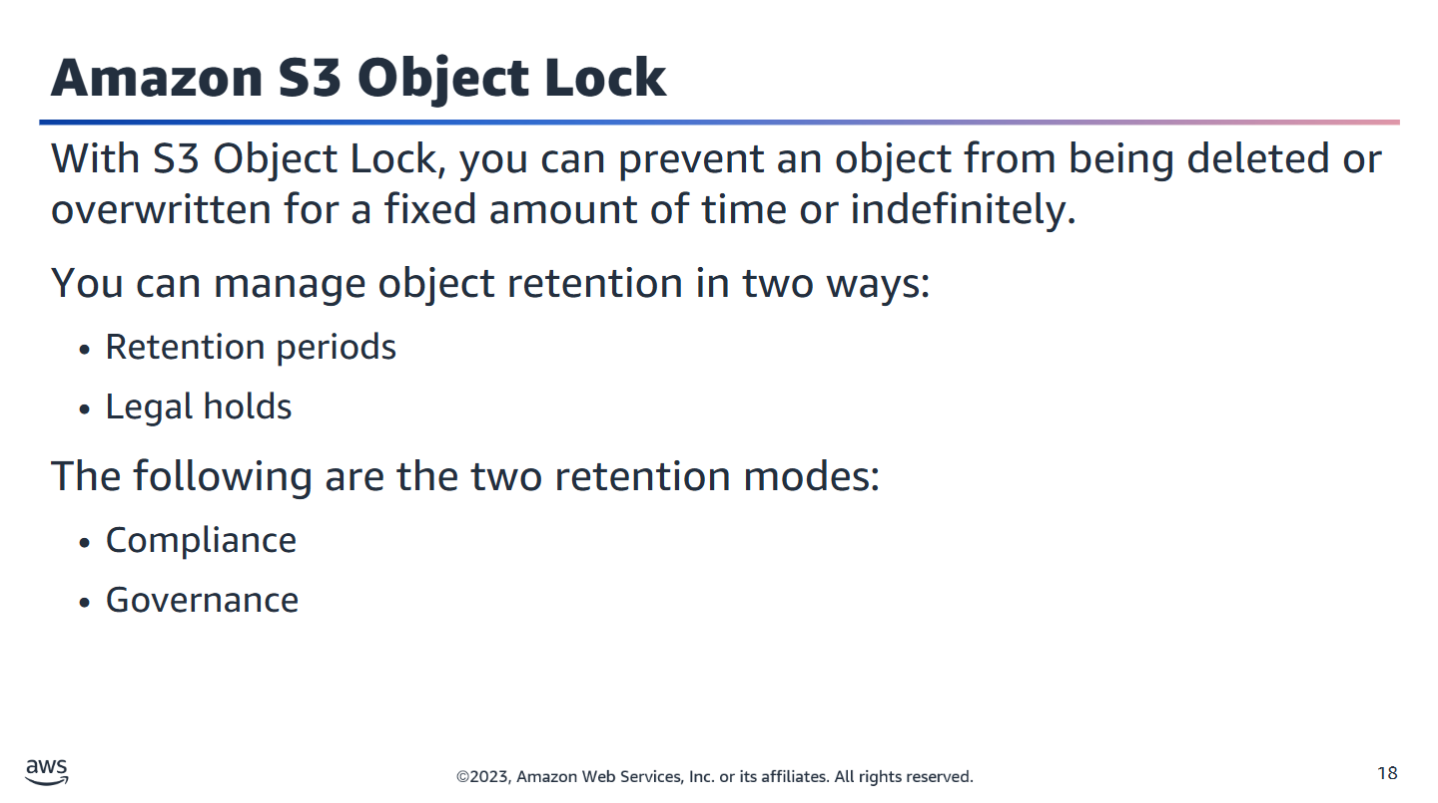 Amazon S3 Object Lock
With S3 Object Lock, you can prevent an object from being deleted or
overwritten for a fixed amount of time or indefinitely.
You can manage object retention in two ways:
• Retention periods
• Legal holds
The following are the two retention modes:
• Compliance
• Governance
aws
©2023, Amazon Web Services, Inc. or its affiliates. All rights reserved.
18